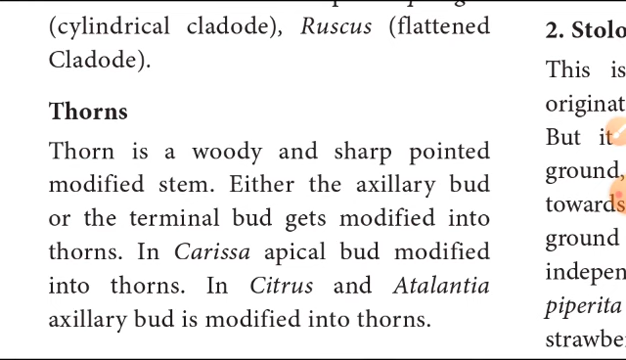 (cylindrical cladode), Ruscus (flattened
Cladode).
Thorns
Thorn is a woody and sharp pointed
modified stem. Either the axillary bud
or the terminal bud gets modified into
thorns. In Carissa apical bud modified
into thorns. In Citrus and Atalantia
axillary bud is modified into thorns.
2. Stolo
This is
originat
But it
ground,
towards
ground
indepen
piperita
strawbe